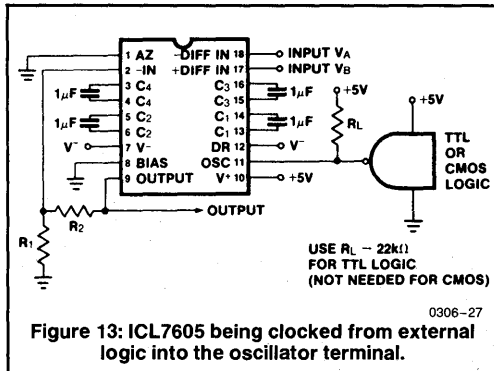 1 AZ
2 -IN
3 C4
4 C4
5 C2
6 C2
7 V-
8 BIAS
9 OUTPUT
-DIFF IN 18
+DIFF IN 17
C3 16
C3 15
C1 14
C1 13
DR 12
OSC 11
V+ 10
1µF
1µF
V-
INPUT VA
INPUT VB
1µF
1µF
V-
+5V
+5V
RL
+5V
TTL
OR
CMOS
LOGIC
R2
R1
OUTPUT
USE RL – 22kΩ
FOR TTL LOGIC
(NOT NEEDED FOR CMOS)
0306-27
Figure 13: ICL7605 being clocked from external
logic into the oscillator terminal.